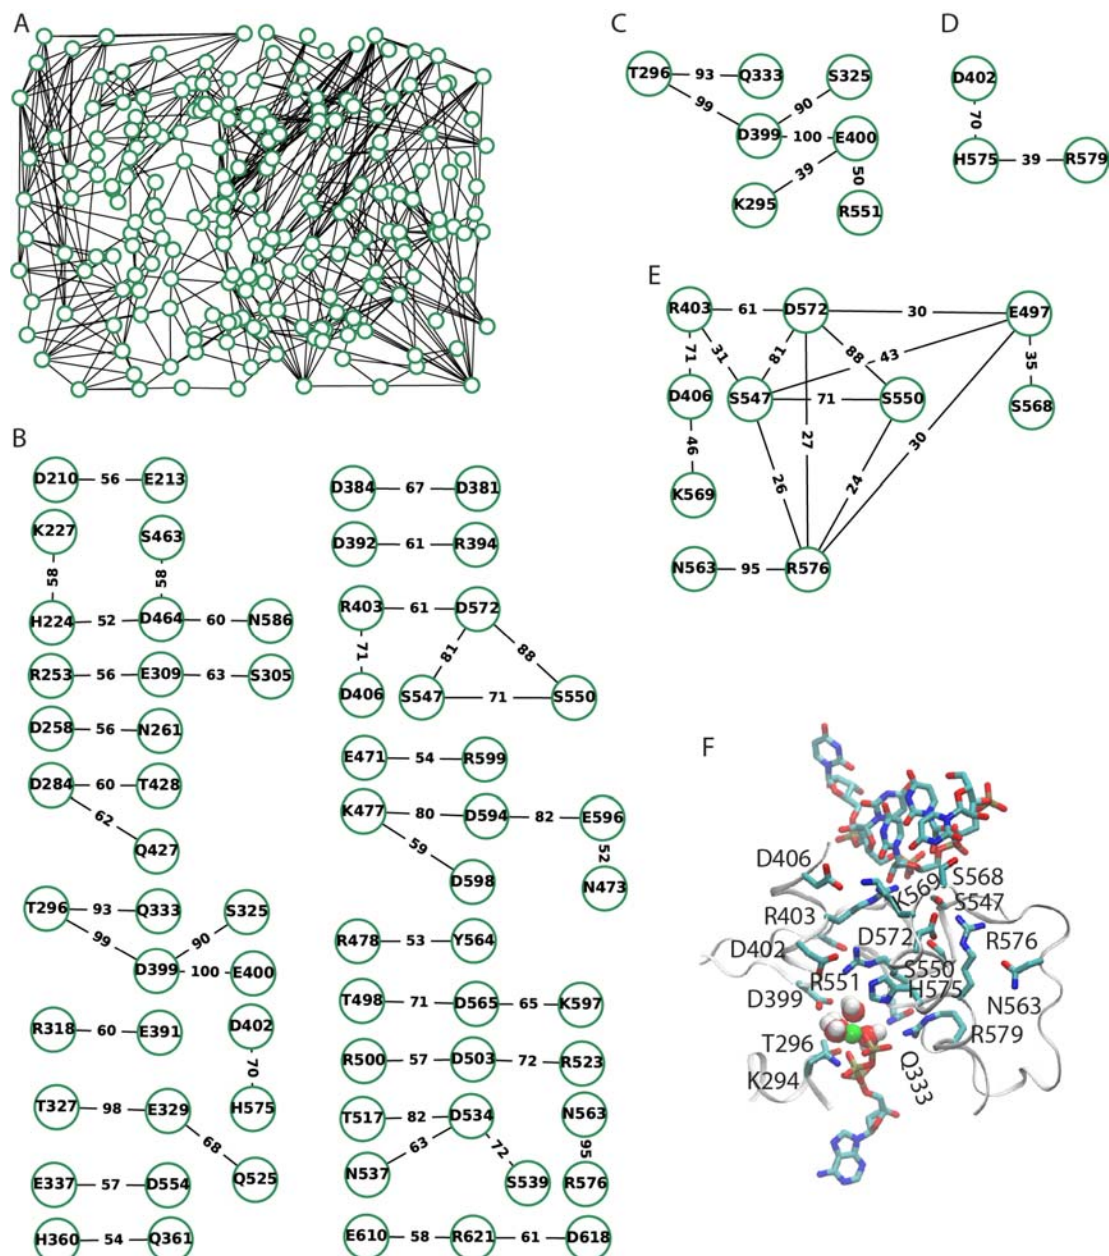 A
C
D
T296 93 Q333 S325
D402
99 90
70
D399 100 E400
H575 39 R579
39 50
K295
R551
E
R403 61 D572 30 E497
71 31 81 88 43 35
D406 S547 71 S550 S568
46 27 30
26 24
K569
N563 95 R576
B
D210 56 E213
K227 S463
58 58
H224 52 D464 60 N586
R253 56 E309 63 S305
D258 56 N261
D284 60 T428
62
Q427
T296 93 Q333 S325
99 90
D399 100 E400
R318 60 E391 D402
70
T327 98 E329 H575
68
Q525
E337 57 D554
H360 54 Q361
D384 67 D381
D392 61 R394
R403 61 D572
71 81 88
D406 S547 71 S550
E471 54 R599
K477 80 D594 82 E596
59 52
D598 N473
R478 53 Y564
T498 71 D565 65 K597
R500 57 D503 72 R523
T517 82 D534 N563
63 72 95
N537 S539 R576
E610 58 R621 61 D618
F
D406
K569
S568
S547
R403
D572
R576
D402
R551
S550
H575
N563
D399
R579
T296
Q333
K294